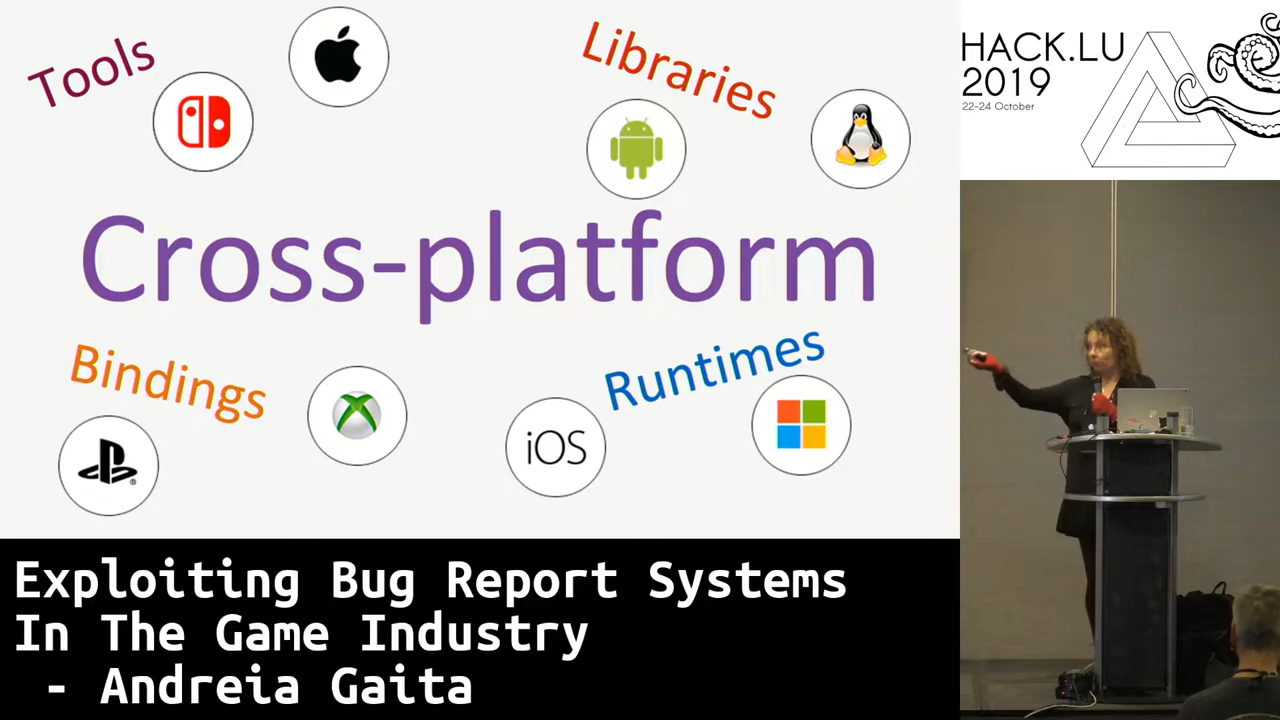 Tools
Libraries
Cross-platform
Bindings
Runtimes
iOS
HACK.LU
2019
22-24 October
Exploiting Bug Report Systems
In The Game Industry
- Andreia Gaita